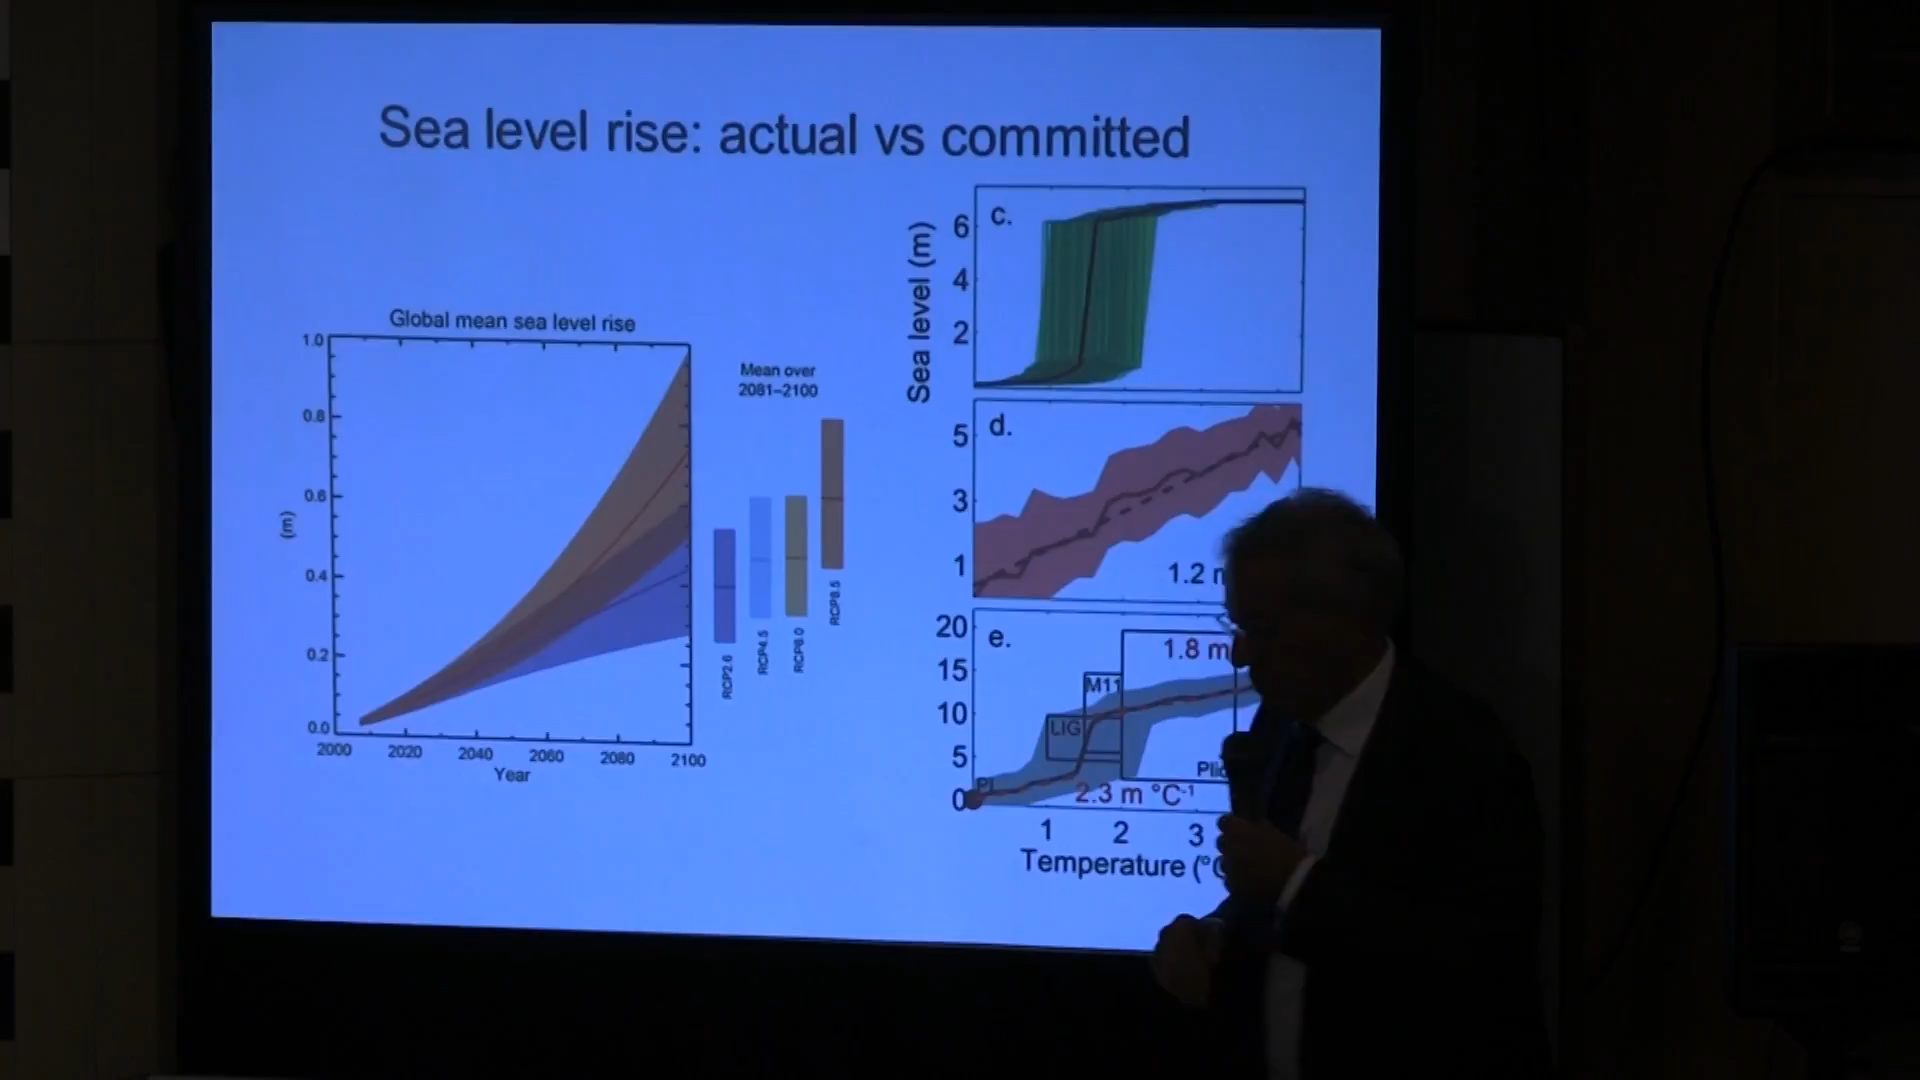 Sea level rise: actual vs committed
Global mean sea level rise
1.0
0.8
0.6
0.4
0.2
0.0
(m)
2000 2020 2040 2060 2080 2100
Year
Mean over
2081–2100
RCP2.6
RCP4.5
RCP6.0
RCP8.5
Sea level (m)
c.
6
4
2
d.
5
3
1
1.2
e.
20
15
10
5
0
1.8 m
M11
LIG
PI
2.3 m °C-1
1 2 3
Temperature